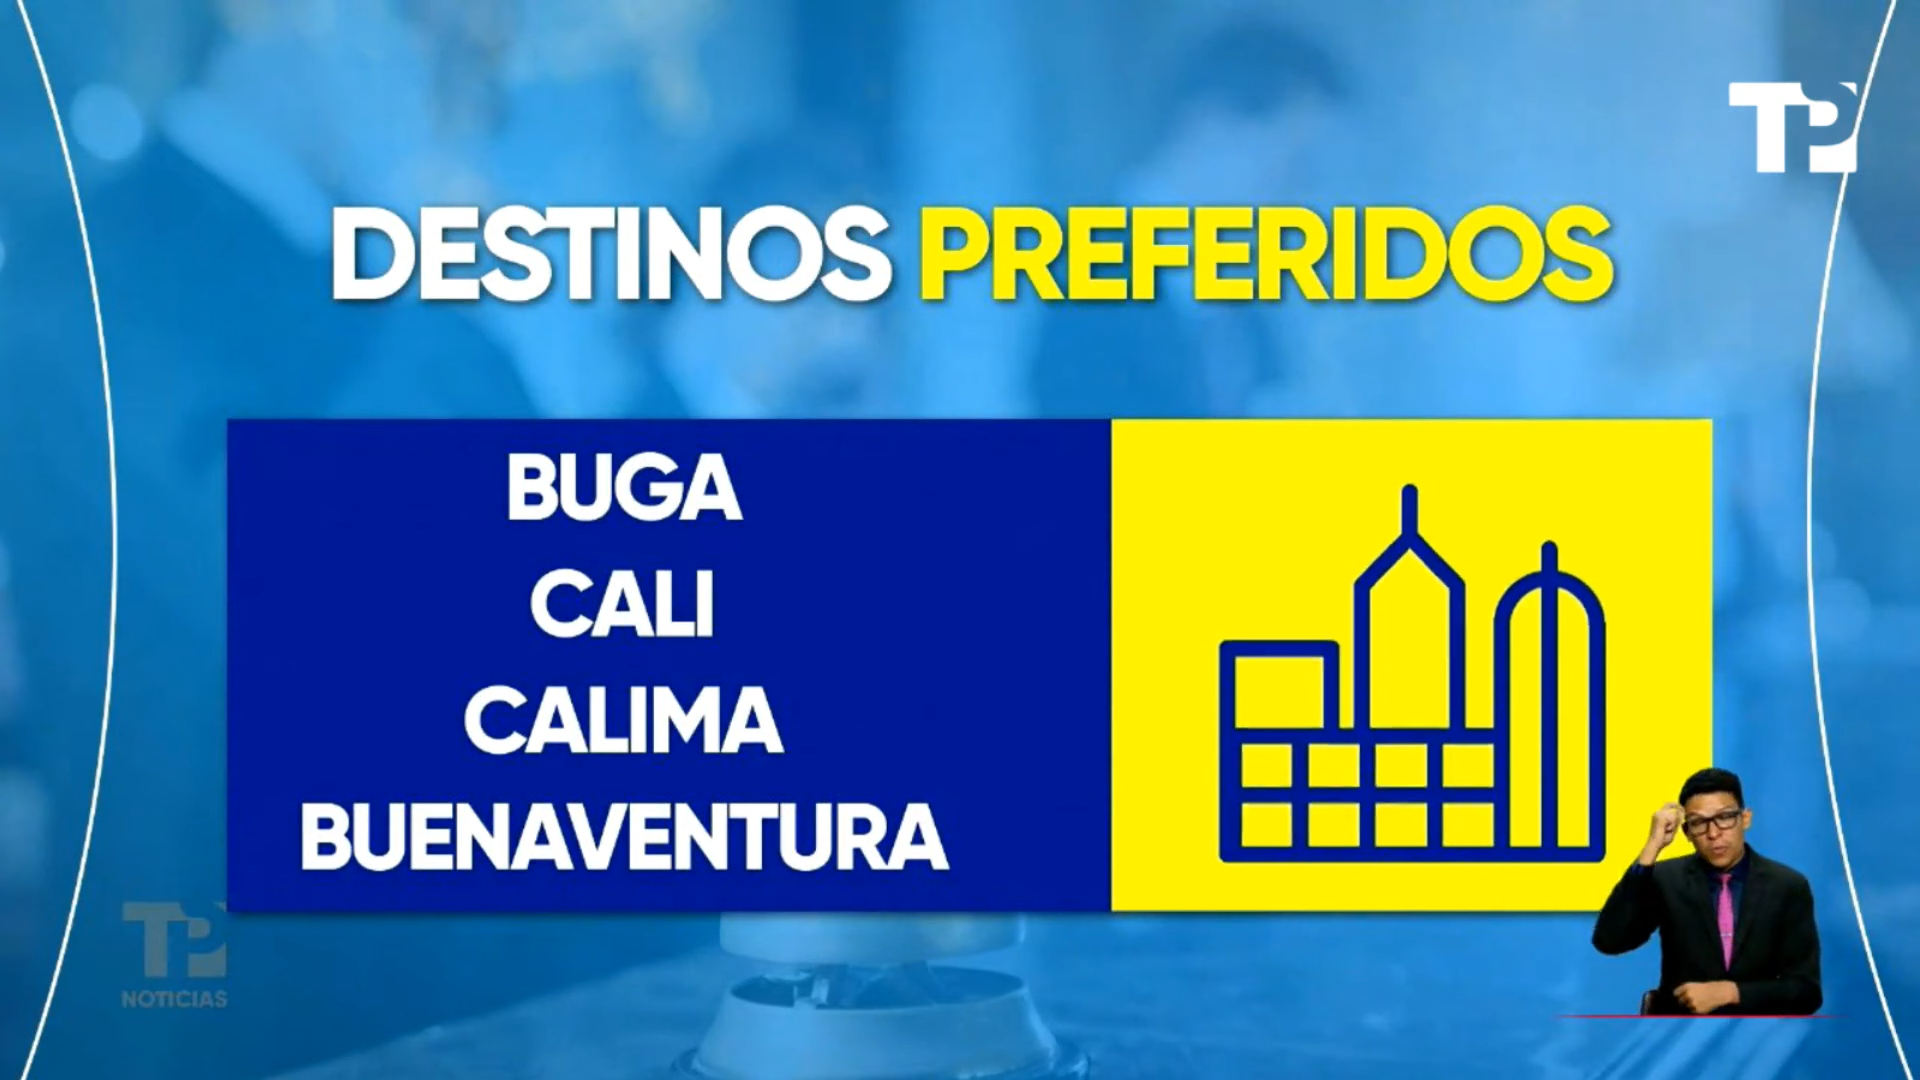 TP
DESTINOS PREFERIDOS
BUGA
CALI
CALIMA
BUENAVENTURA
TP
NOTICIAS